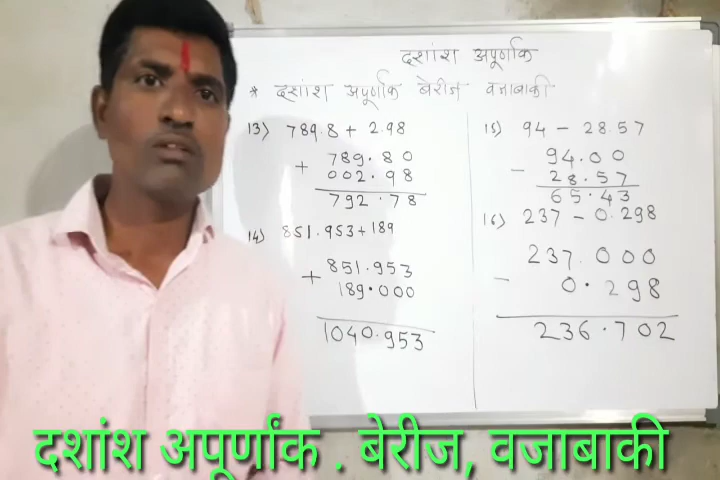 दशांश अपूर्णांक
* दशांश अपूर्णांक बेरीज वजाबाकी
13) 789.8 + 2.98
+ 789.80
002.98
792.78
14) 851.953+189
+ 851.953
189.000
1040.953
15) 94 - 28.57
- 94.00
28.57
65.43
16) 237 - 0.298
237.000
- 0.298
236.702
दशांश अपूर्णांक . बेरीज, वजाबाकी